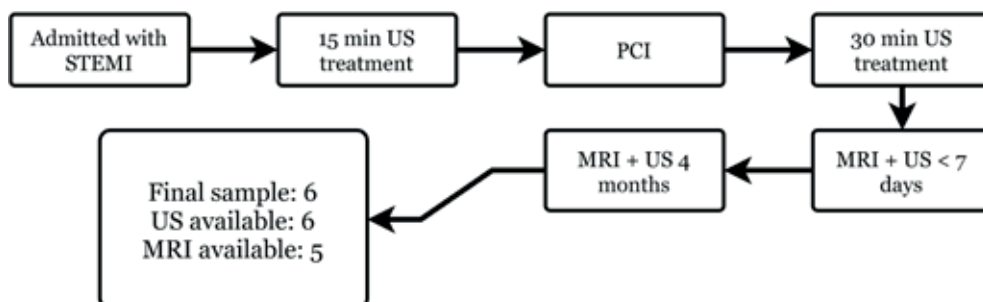 Admitted with
STEMI
15 min US
treatment
PCI
30 min US
treatment
MRI + US < 7
days
MRI + US 4
months
Final sample: 6
US available: 6
MRI available: 5